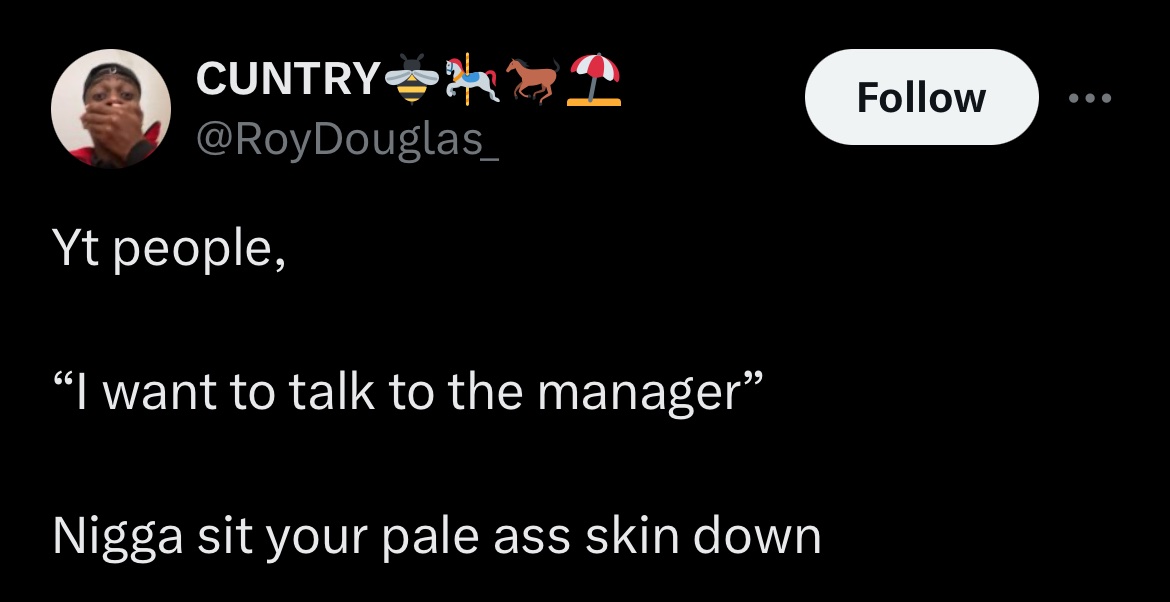 CUNTRY🐝🎠🐎⛱️
@RoyDouglas_
Follow
Yt people,
“I want to talk to the manager”
Nigga sit your pale ass skin down